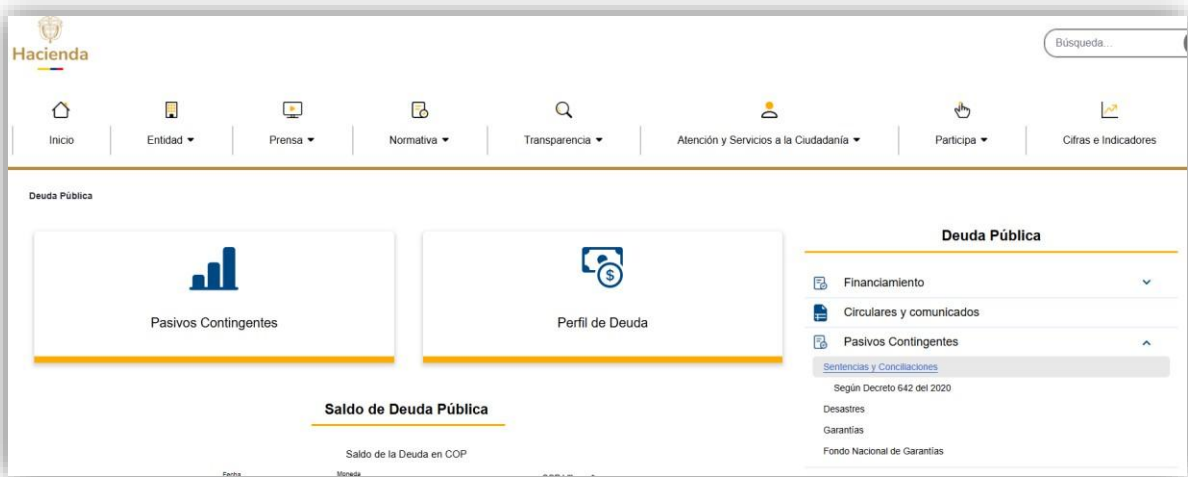 Hacienda
Búsqueda...
Inicio
Entidad
Prensa
Normativa
Transparencia
Atención y Servicios a la Ciudadanía
Participa
Cifras e Indicadores
Deuda Pública
Pasivos Contingentes
Perfil de Deuda
Saldo de Deuda Pública
Saldo de la Deuda en COP
Fecha
Moneda
Deuda Pública
Financiamiento
Circulares y comunicados
Pasivos Contingentes
Sentencias y Conciliaciones
Según Decreto 642 del 2020
Desastres
Garantías
Fondo Nacional de Garantías